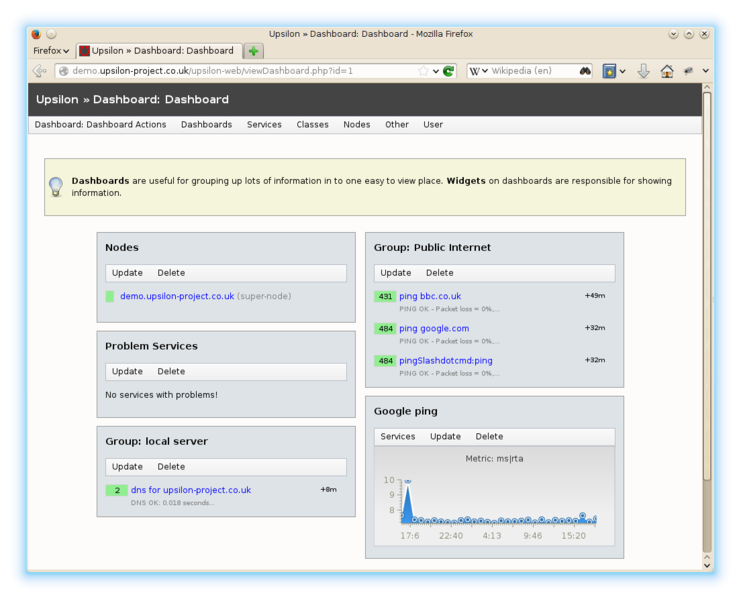 Upsilon » Dashboard: Dashboard - Mozilla Firefox
Firefox
Upsilon » Dashboard: Dashboard
demo.upsilon-project.co.uk/upsilon-web/viewDashboard.php?id=1
W
Wikipedia (en)
Upsilon » Dashboard: Dashboard
Dashboard: Dashboard Actions Dashboards Services Classes Nodes Other User
Dashboards are useful for grouping up lots of information in to one easy to view place. Widgets on dashboards are responsible for showing
information.
Nodes
Update Delete
demo.upsilon-project.co.uk (super-node)
Problem Services
Update Delete
No services with problems!
Group: local server
Update Delete
2 dns for upsilon-project.co.uk +8m
DNS OK: 0.018 seconds...
Group: Public Internet
Update Delete
431 ping bbc.co.uk +49m
PING OK - Packet loss = 0%,...
484 ping google.com +32m
PING OK - Packet loss = 0%,...
484 pingSlashdotcmd:ping +32m
PING OK - Packet loss = 0%,...
Google ping
Services Update Delete
Metric: ms|rta
10
9
8
17:6 22:40 4:13 9:46 15:20